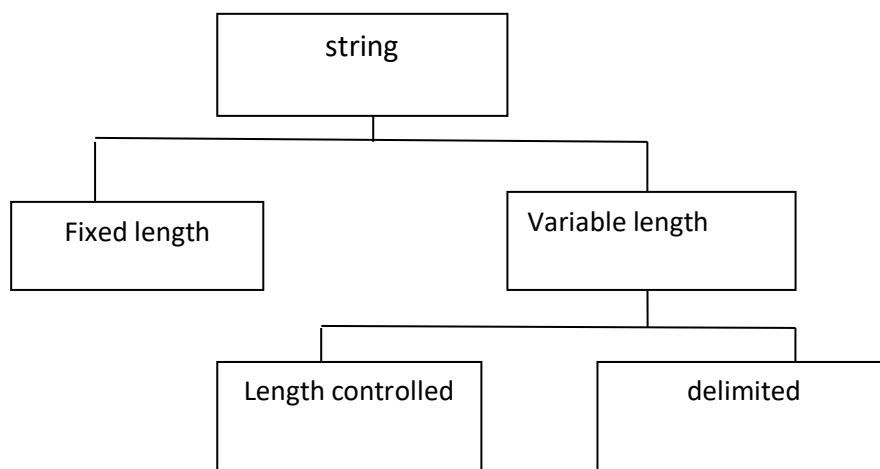 string
Fixed length
Variable length
Length controlled
delimited